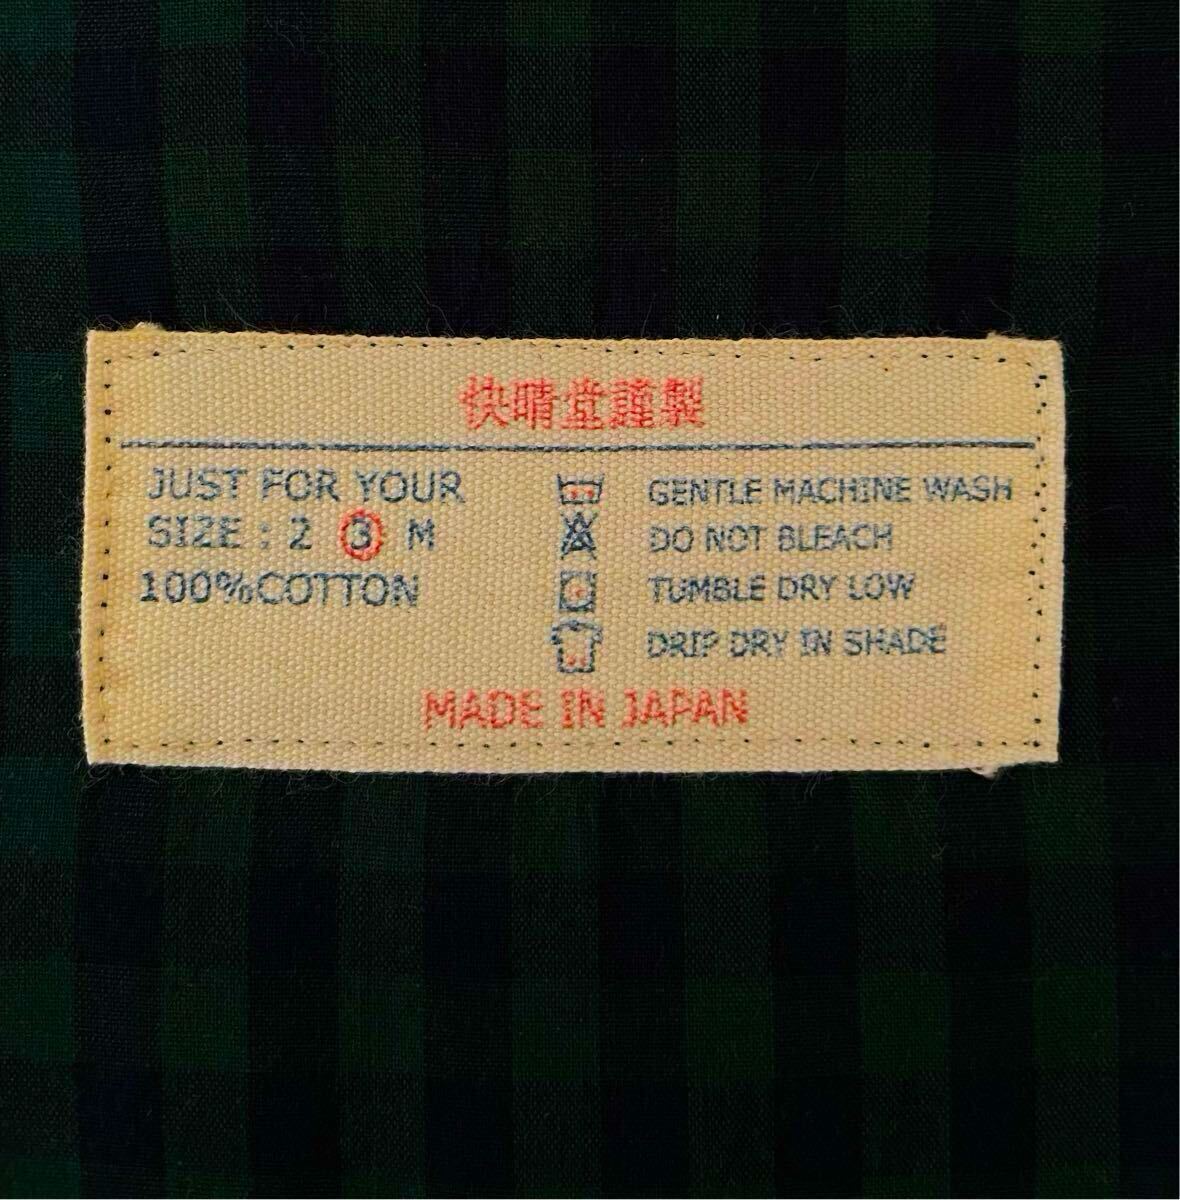 快晴堂謹製
JUST FOR YOUR
SIZE : 2 3 M
100%COTTON
GENTLE MACHINE WASH
DO NOT BLEACH
TUMBLE DRY LOW
DRIP DRY IN SHADE
MADE IN JAPAN